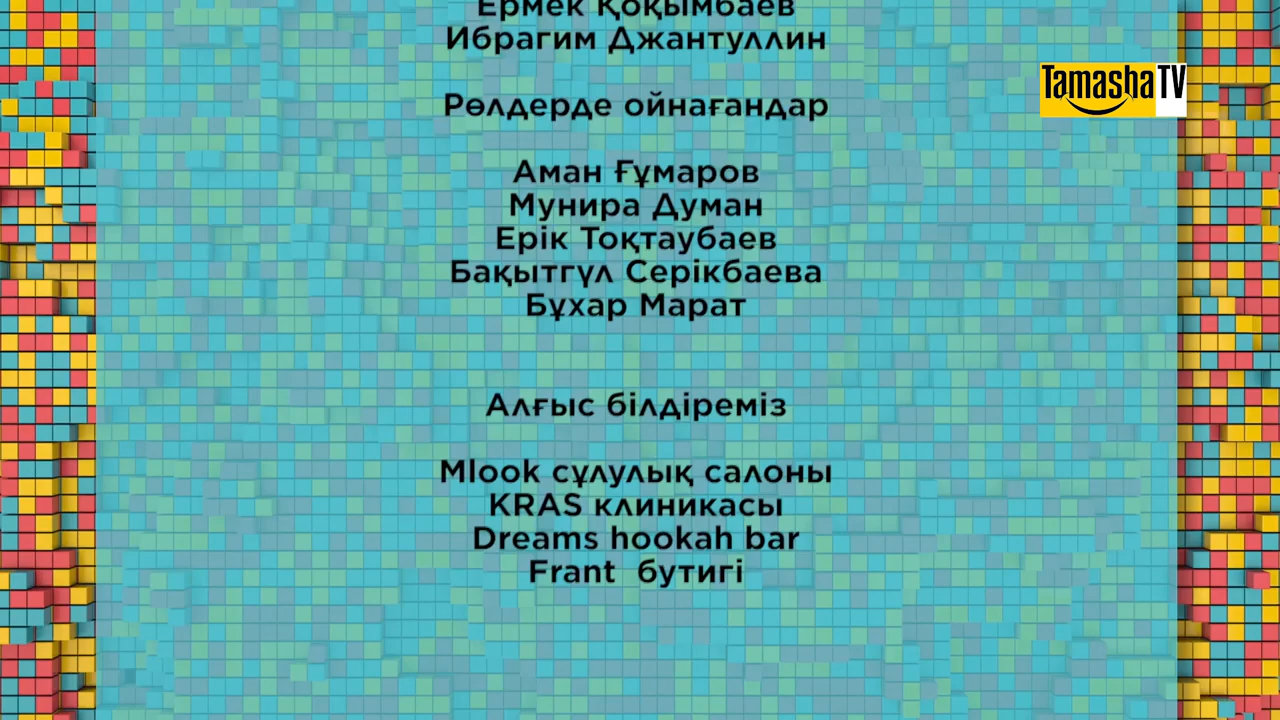 Ермек Қоқымбаев
Ибрагим Джантуллин
TamashaTV
Рөлдерде ойнағандар
Аман Ғұмаров
Мунира Думан
Ерік Тоқтаубаев
Бақытгүл Серікбаева
Бұхар Марат
Алғыс білдіреміз
Mlook сұлулық салоны
KRAS клиникасы
Dreams hookah bar
Frant бутигі